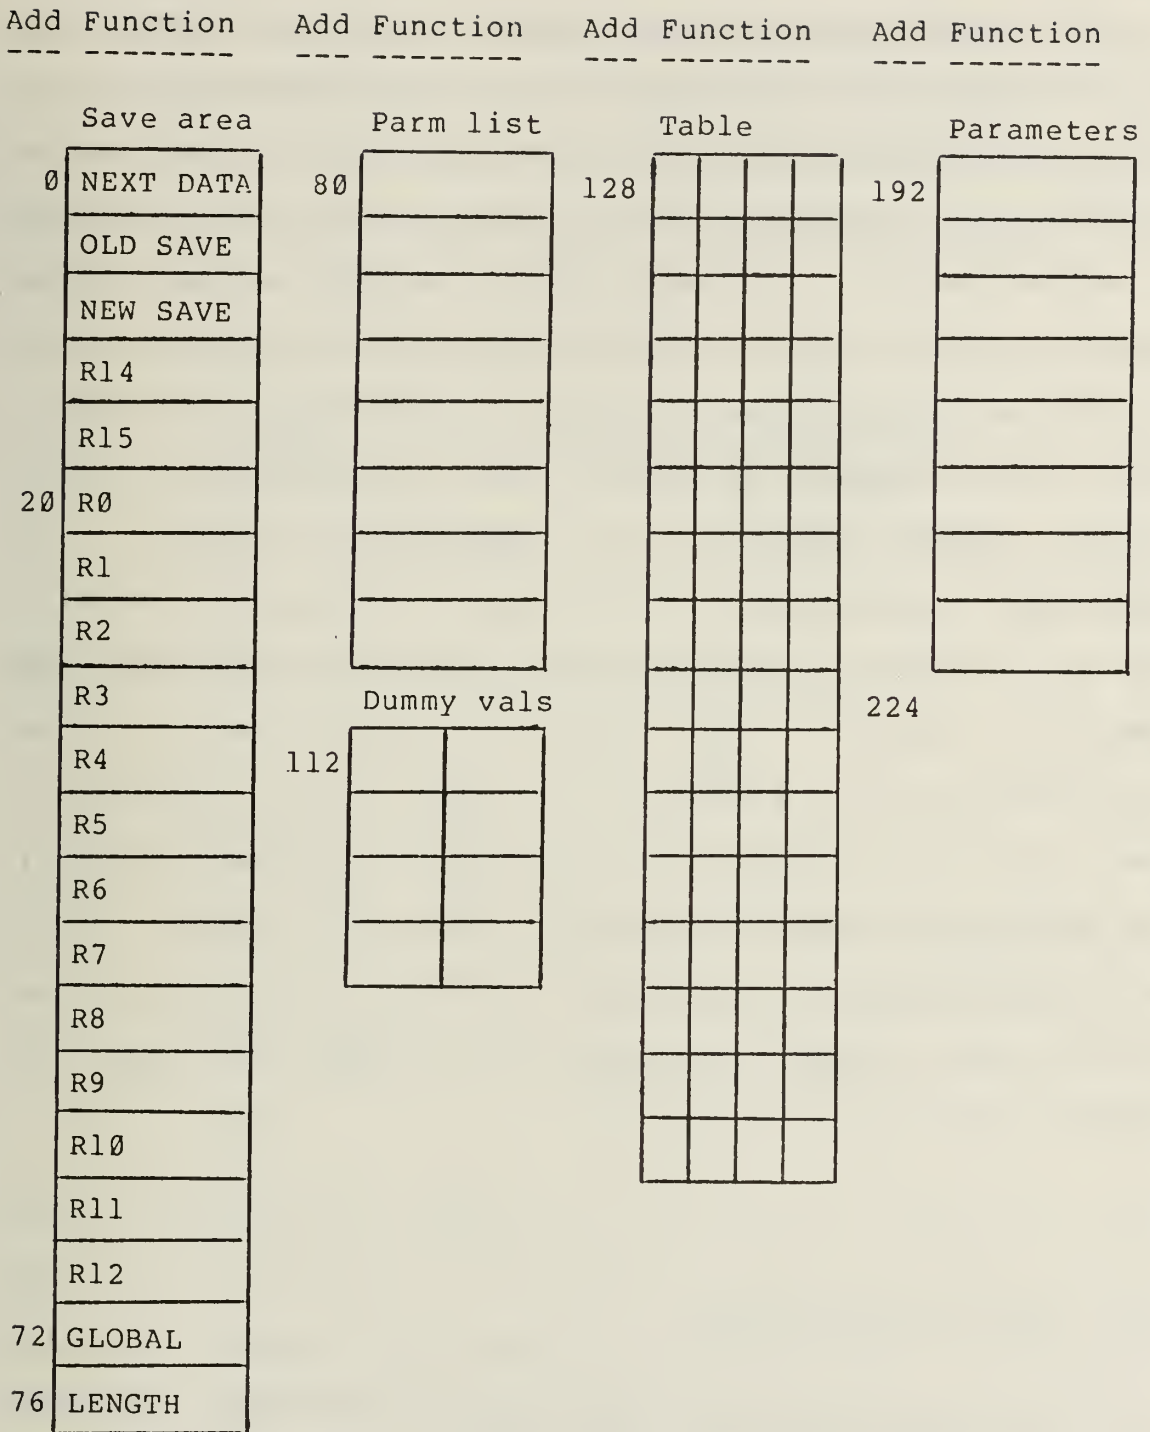 Add Function Add Function Add Function Add Function
--- -------- --- -------- --- -------- --- --------
Save area Parm list Table Parameters
0 NEXT DATA 80 128 192
OLD SAVE
NEW SAVE
R14
R15
20 R0
R1
R2
R3 Dummy vals 224
R4 112
R5
R6
R7
R8
R9
R10
R11
R12
72 GLOBAL
76 LENGTH